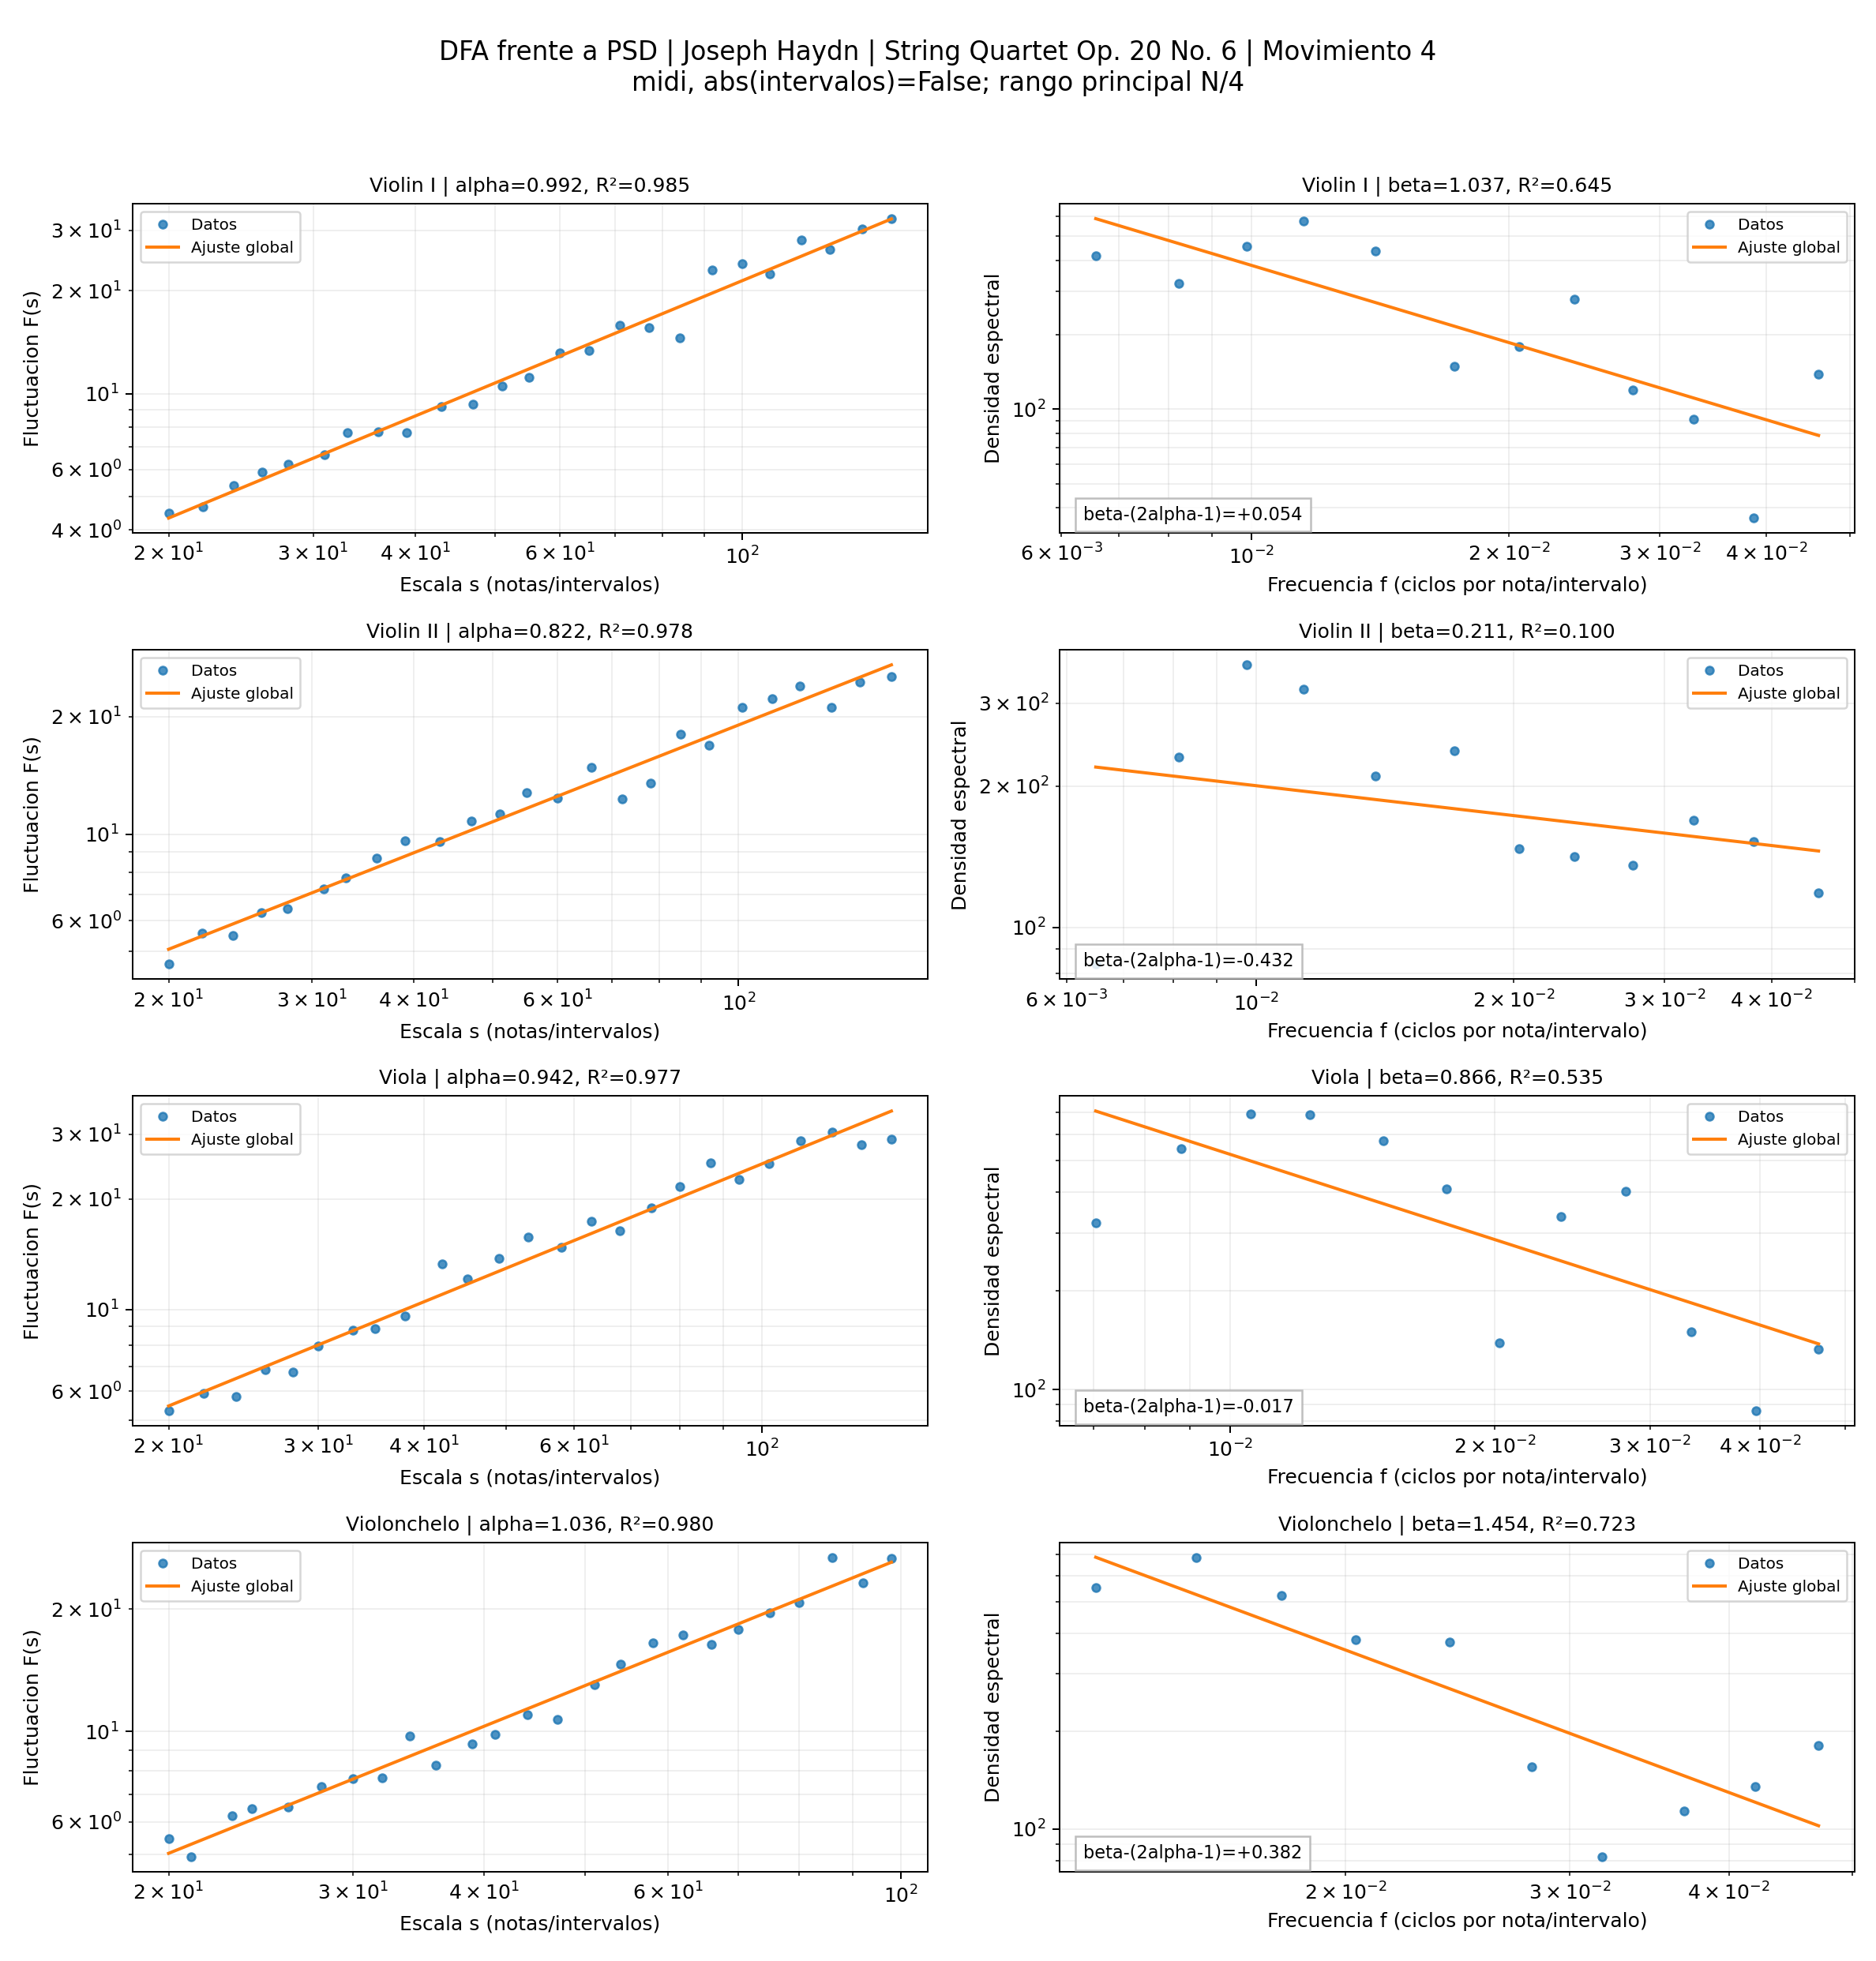 DFA frente a PSD | Joseph Haydn | String Quartet Op. 20 No. 6 | Movimiento 4
midi, abs(intervalos)=False; rango principal N/4
Violin I | alpha=0.992, R²=0.985
Datos
Ajuste global
Fluctuacion F(s)
3 × 10¹
2 × 10¹
10¹
6 × 10⁰
4 × 10⁰
2 × 10¹
3 × 10¹
4 × 10¹
6 × 10¹
10²
Escala s (notas/intervalos)
Violin I | beta=1.037, R²=0.645
Datos
Ajuste global
Densidad espectral
10²
beta-(2alpha-1)=+0.054
6 × 10⁻³
10⁻²
2 × 10⁻²
3 × 10⁻²
4 × 10⁻²
Frecuencia f (ciclos por nota/intervalo)
Violin II | alpha=0.822, R²=0.978
Datos
Ajuste global
Fluctuacion F(s)
2 × 10¹
10¹
6 × 10⁰
2 × 10¹
3 × 10¹
4 × 10¹
6 × 10¹
10²
Escala s (notas/intervalos)
Violin II | beta=0.211, R²=0.100
Datos
Ajuste global
Densidad espectral
3 × 10²
2 × 10²
10²
beta-(2alpha-1)=-0.432
6 × 10⁻³
10⁻²
2 × 10⁻²
3 × 10⁻²
4 × 10⁻²
Frecuencia f (ciclos por nota/intervalo)
Viola | alpha=0.942, R²=0.977
Datos
Ajuste global
Fluctuacion F(s)
3 × 10¹
2 × 10¹
10¹
6 × 10⁰
2 × 10¹
3 × 10¹
4 × 10¹
6 × 10¹
10²
Escala s (notas/intervalos)
Viola | beta=0.866, R²=0.535
Datos
Ajuste global
Densidad espectral
10²
beta-(2alpha-1)=-0.017
10⁻²
2 × 10⁻²
3 × 10⁻²
4 × 10⁻²
Frecuencia f (ciclos por nota/intervalo)
Violonchelo | alpha=1.036, R²=0.980
Datos
Ajuste global
Fluctuacion F(s)
2 × 10¹
10¹
6 × 10⁰
2 × 10¹
3 × 10¹
4 × 10¹
6 × 10¹
10²
Escala s (notas/intervalos)
Violonchelo | beta=1.454, R²=0.723
Datos
Ajuste global
Densidad espectral
10²
beta-(2alpha-1)=+0.382
2 × 10⁻²
3 × 10⁻²
4 × 10⁻²
Frecuencia f (ciclos por nota/intervalo)